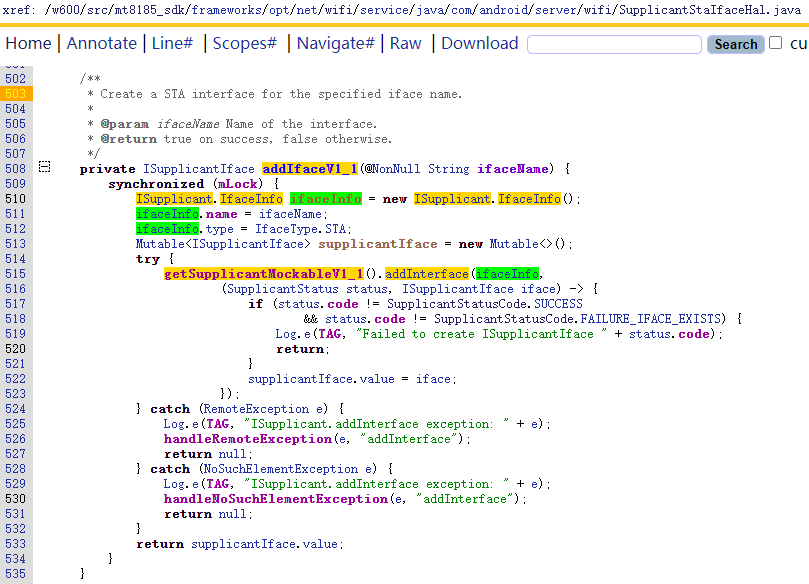 xref: /w600/src/mt8185_sdk/frameworks/opt/net/wifi/service/java/com/android/server/wifi/SupplicantStaIfaceHal.java
Home | Annotate | Line# | Scopes# | Navigate# | Raw | Download Search cu
502 /**
503 * Create a STA interface for the specified iface name.
504 *
505 * @param ifaceName Name of the interface.
506 * @return true on success, false otherwise.
507 */
508 private ISupplicantIface addIfaceV1_1(@NonNull String ifaceName) {
509 synchronized (mLock) {
510 ISupplicant.IfaceInfo ifaceInfo = new ISupplicant.IfaceInfo();
511 ifaceInfo.name = ifaceName;
512 ifaceInfo.type = IfaceType.STA;
513 Mutable<ISupplicantIface> supplicantIface = new Mutable<>();
514 try {
515 getSupplicantMockableV1_1().addInterface(ifaceInfo,
516 (SupplicantStatus status, ISupplicantIface iface) -> {
517 if (status.code != SupplicantStatusCode.SUCCESS
518 && status.code != SupplicantStatusCode.FAILURE_IFACE_EXISTS) {
519 Log.e(TAG, "Failed to create ISupplicantIface " + status.code);
520 return;
521 }
522 supplicantIface.value = iface;
523 });
524 } catch (RemoteException e) {
525 Log.e(TAG, "ISupplicant.addInterface exception: " + e);
526 handleRemoteException(e, "addInterface");
527 return null;
528 } catch (NoSuchElementException e) {
529 Log.e(TAG, "ISupplicant.addInterface exception: " + e);
530 handleNoSuchElementException(e, "addInterface");
531 return null;
532 }
533 return supplicantIface.value;
534 }
535 }